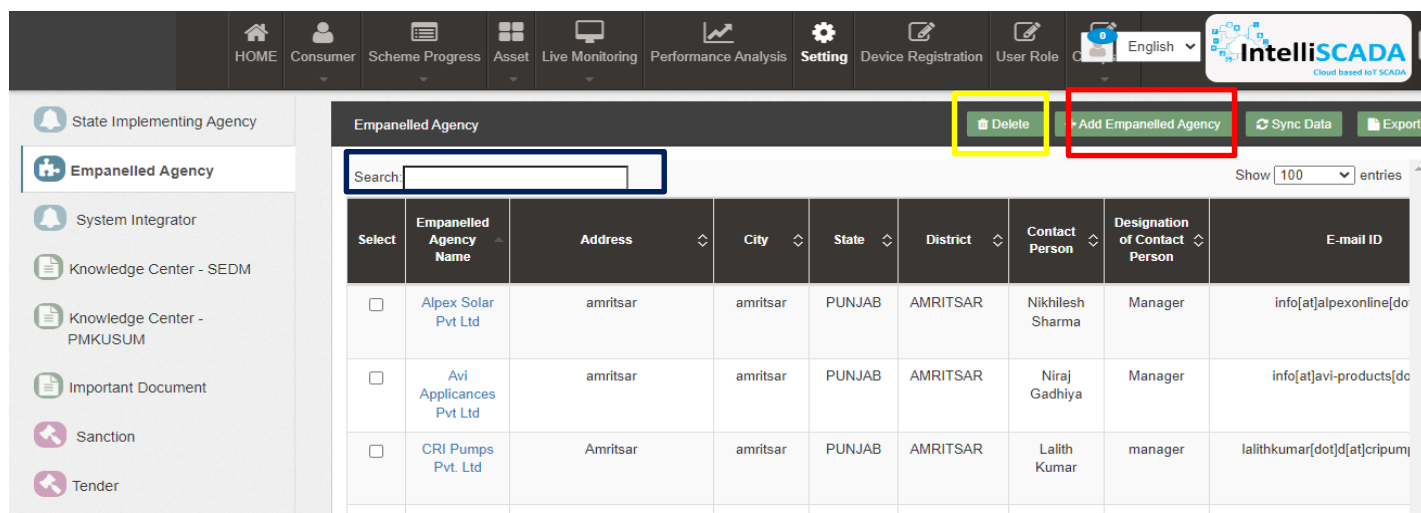 HOME Consumer Scheme Progress Asset Live Monitoring Performance Analysis Setting Device Registration User Role
0
English
IntelliSCADA
Cloud based IoT SCADA
State Implementing Agency
Empanelled Agency
System Integrator
Knowledge Center - SEDM
Knowledge Center -
PMKUSUM
Important Document
Sanction
Tender
Empanelled Agency
Delete
Add Empanelled Agency
Sync Data
Export
Search:
Show 100 entries
Select
Empanelled
Agency
Name
Address
City
State
District
Contact
Person
Designation
of Contact
Person
E-mail ID
Alpex Solar
Pvt Ltd
amritsar
amritsar
PUNJAB
AMRITSAR
Nikhilesh
Sharma
Manager
info[at]alpexonline[do
Avi
Applicances
Pvt Ltd
amritsar
amritsar
PUNJAB
AMRITSAR
Niraj
Gadhiya
Manager
info[at]avi-products[do
CRI Pumps
Pvt. Ltd
Amritsar
amritsar
PUNJAB
AMRITSAR
Lalith
Kumar
manager
lalithkumar[dot]d[at]cripum